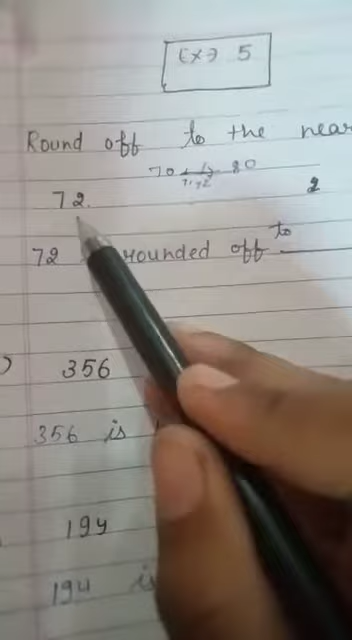 Ex→ 5
Round off to the near
70 80
71,72
72. 2
72 rounded off to
356
356 is
194
194 is